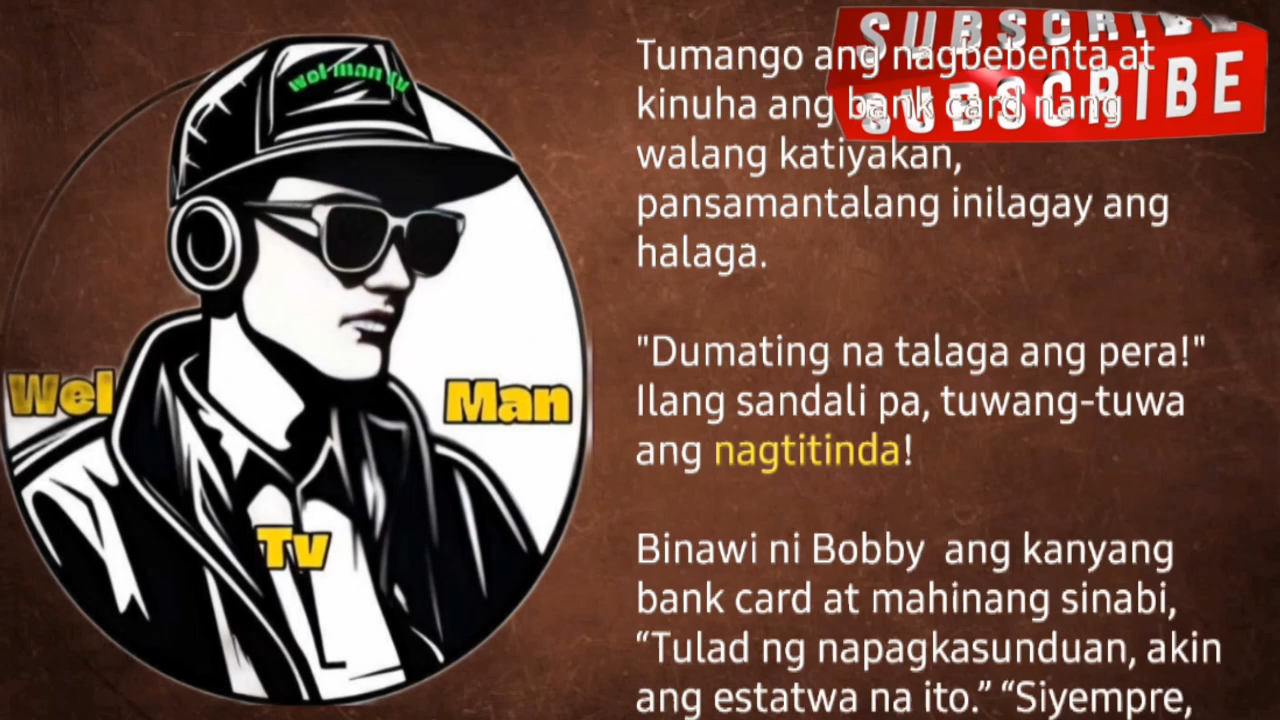 wel man tv
Wel
Man
Tv
SUBSCRIBE
SUBSCRIBE
Tumango ang nagbebenta at
kinuha ang bank card nang
walang katiyakan,
pansamantalang inilagay ang
halaga.
"Dumating na talaga ang pera!"
Ilang sandali pa, tuwang-tuwa
ang nagtitinda!
Binawi ni Bobby  ang kanyang
bank card at mahinang sinabi,
“Tulad ng napagkasunduan, akin
ang estatwa na ito.” “Siyempre,